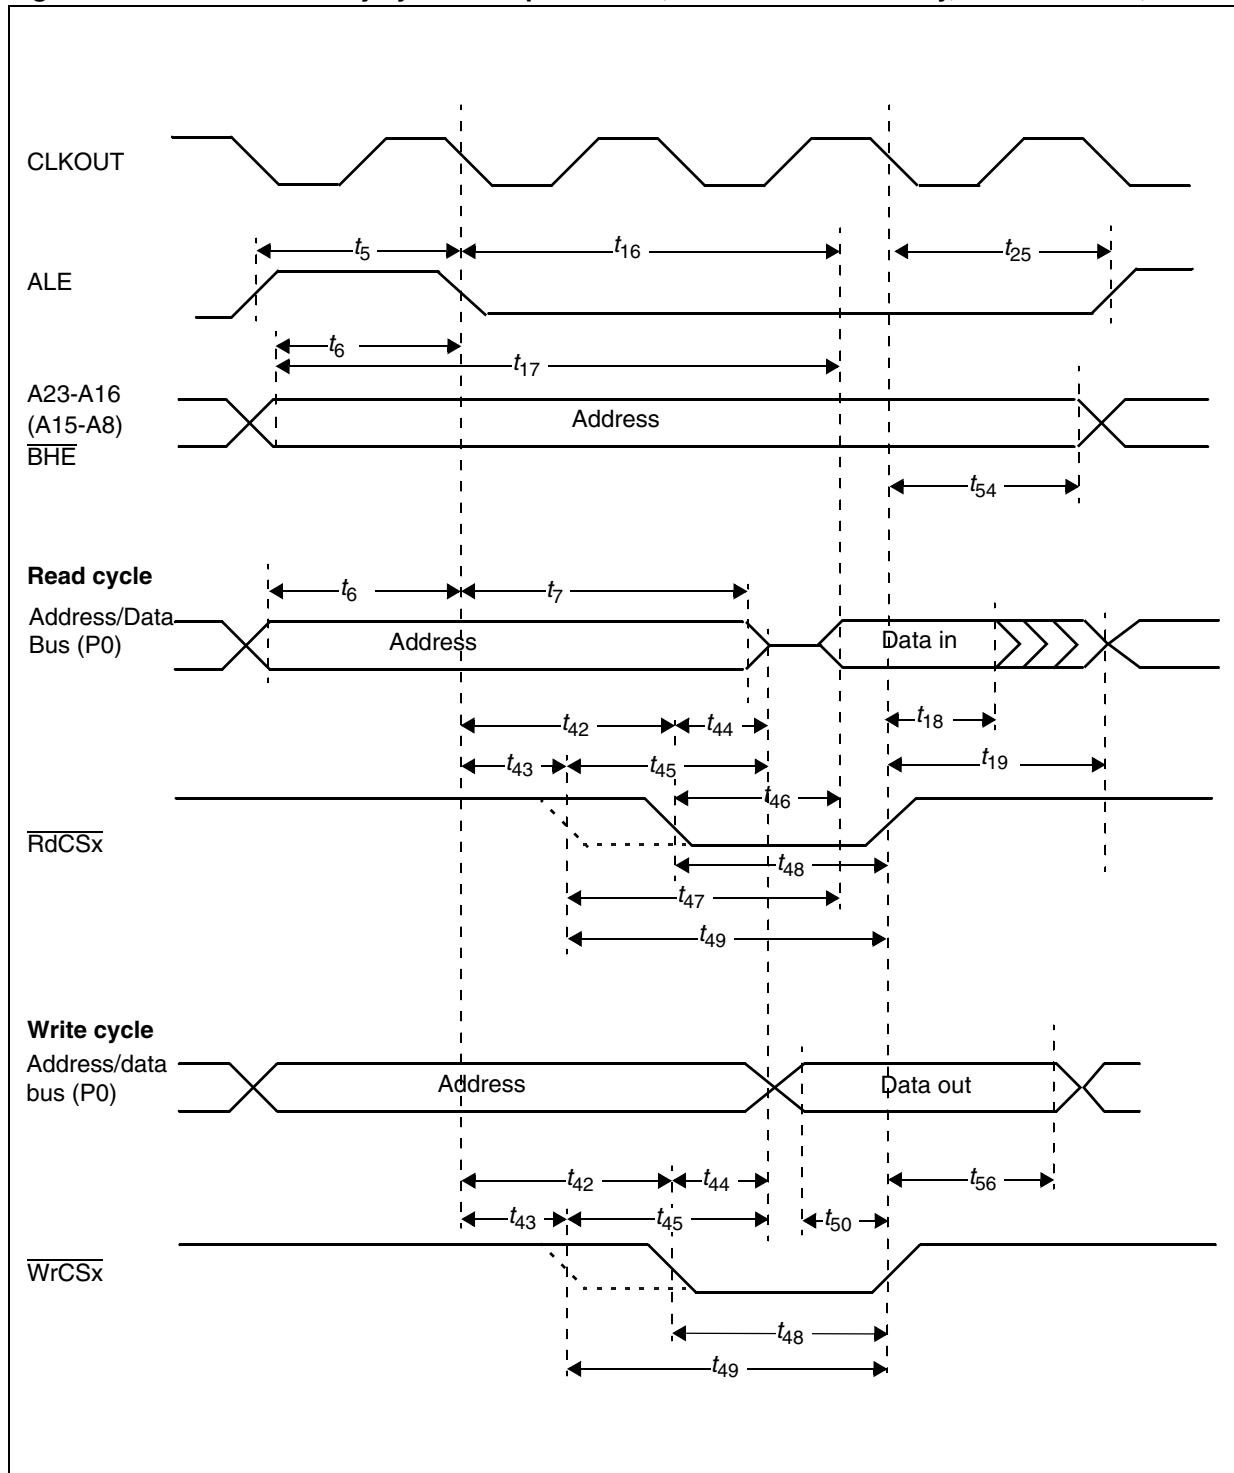 CLKOUT
t5
t16
t25
ALE
t6
t17
A23-A16
(A15-A8)
BHE
Address
t54
Read cycle
t6
t7
Address/Data
Bus (P0)
Address
Data in
t42
t44
t18
t43
t45
t19
t46
RdCSx
t48
t47
t49
Write cycle
Address/data
bus (P0)
Address
Data out
t42
t44
t56
t43
t45
t50
WrCSx
t48
t49